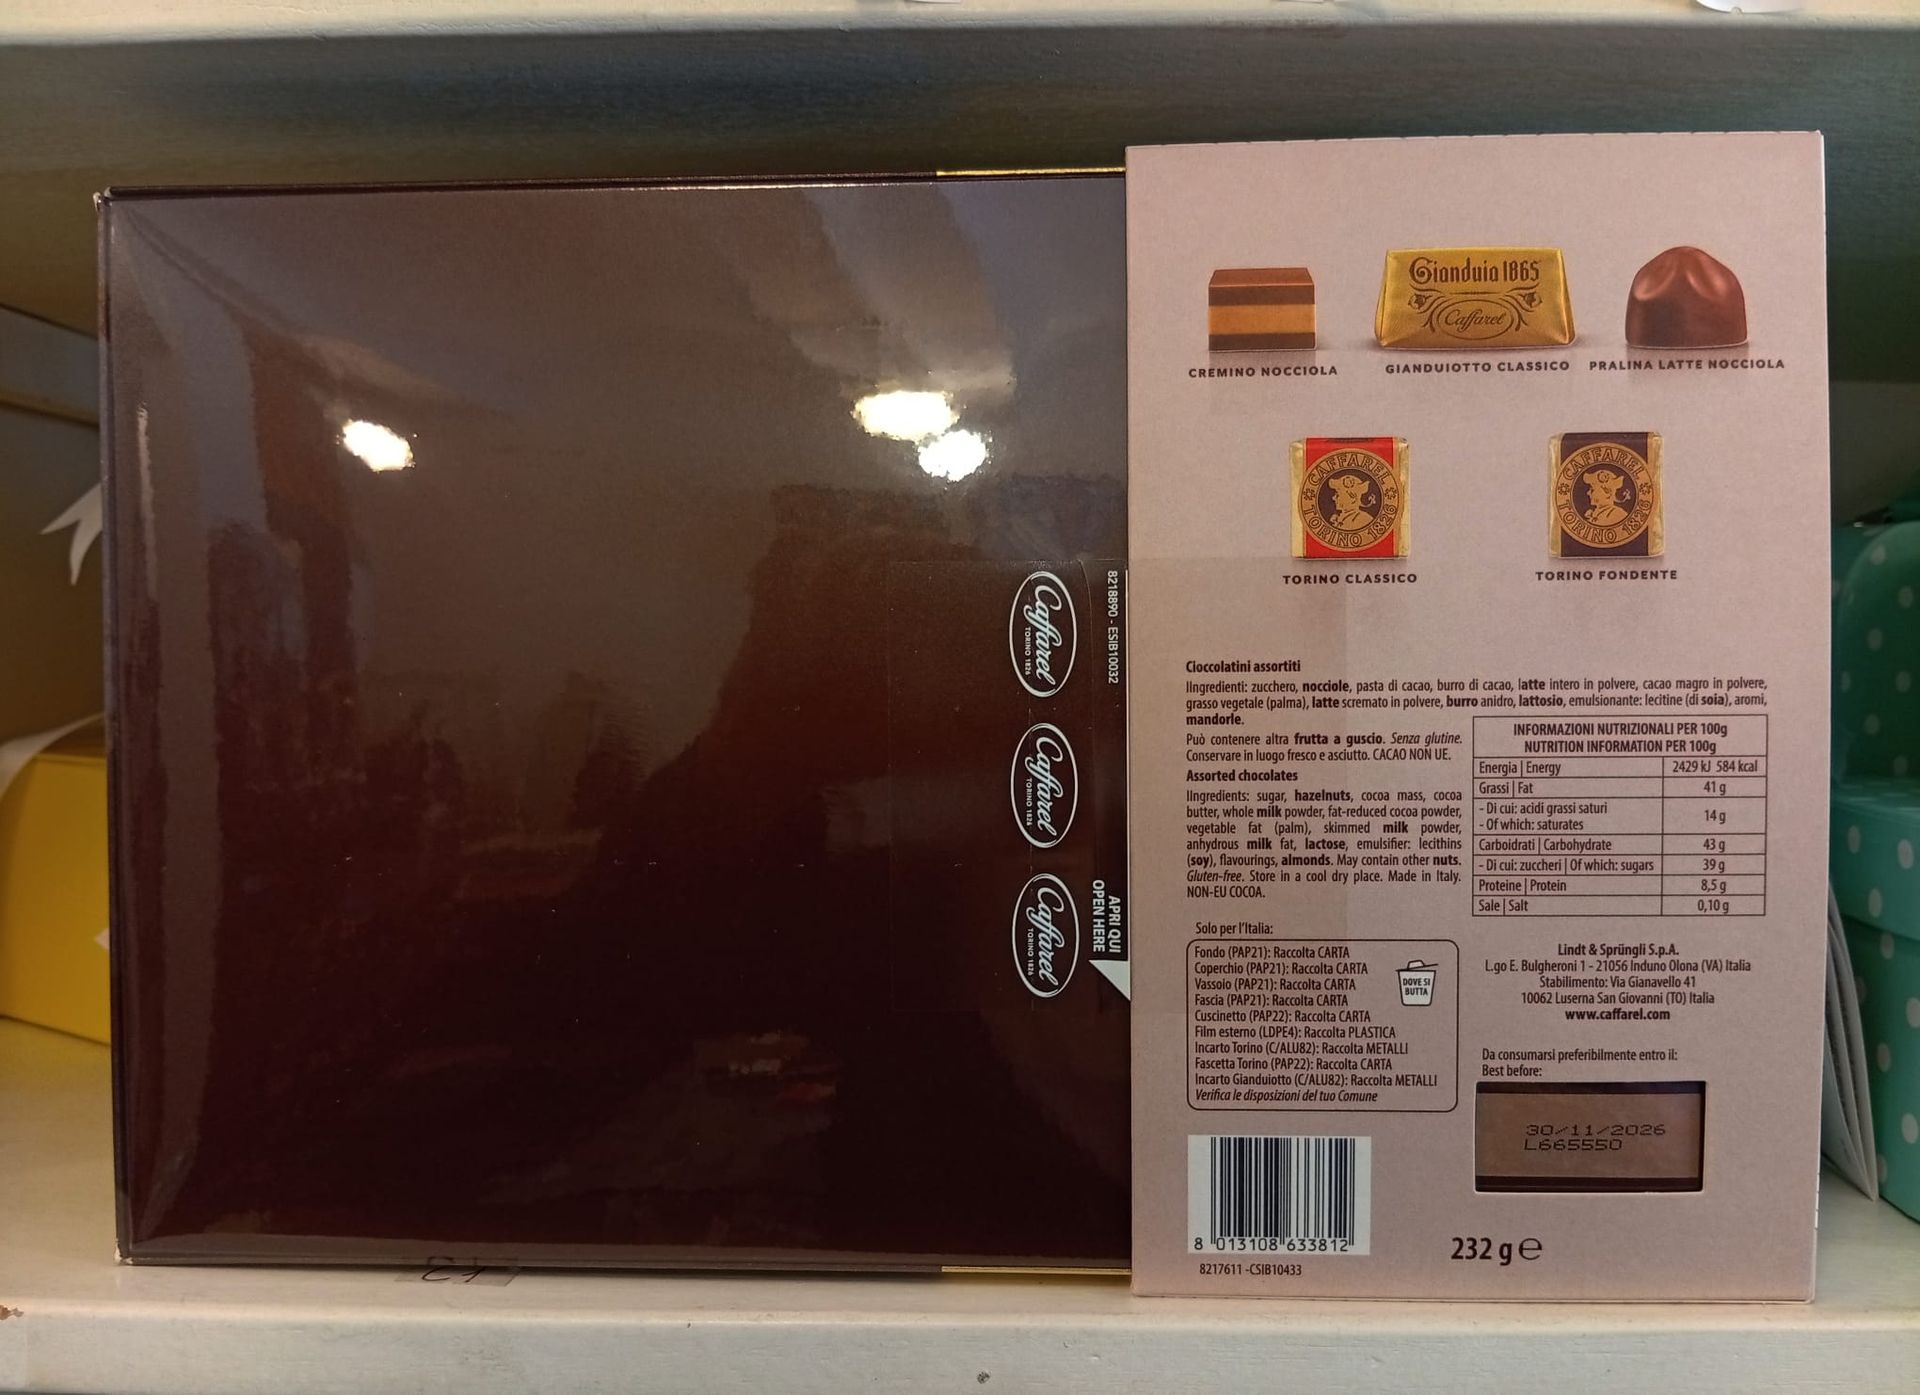 Gianduia 1865
Caffarel
CREMINO NOCCIOLA
GIANDUIOTTO CLASSICO
PRALINA LATTE NOCCIOLA
CAFFAREL
TORINO 1826
CAFFAREL
TORINO 1826
TORINO CLASSICO
TORINO FONDENTE
8218890 - ESIB10032
Caffarel
TORINO 1826
Caffarel
TORINO 1826
Caffarel
TORINO 1826
APRI QUI
OPEN HERE
Cioccolatini assortiti
IIngredienti: zucchero, nocciole, pasta di cacao, burro di cacao, latte intero in polvere, cacao magro in polvere,
grasso vegetale (palma), latte scremato in polvere, burro anidro, lattosio, emulsionante: lecitine (di soia), aromi,
mandorle.
Può contenere altra frutta a guscio. Senza glutine.
Conservare in luogo fresco e asciutto. CACAO NON UE.
Assorted chocolates
IIngredients: sugar, hazelnuts, cocoa mass, cocoa
butter, whole milk powder, fat-reduced cocoa powder,
vegetable fat (palm), skimmed milk powder,
anhydrous milk fat, lactose, emulsifier: lecithins
(soy), flavourings, almonds. May contain other nuts.
Gluten-free. Store in a cool dry place. Made in Italy.
NON-EU COCOA.
INFORMAZIONI NUTRIZIONALI PER 100g
NUTRITION INFORMATION PER 100g
Energia | Energy 2429 kJ 584 kcal
Grassi | Fat 41 g
- Di cui: acidi grassi saturi
- Of which: saturates 14 g
Carboidrati | Carbohydrate 43 g
- Di cui: zuccheri | Of which: sugars 39 g
Proteine | Protein 8,5 g
Sale | Salt 0,10 g
Solo per l'Italia:
Fondo (PAP21): Raccolta CARTA
Coperchio (PAP21): Raccolta CARTA
Vassoio (PAP21): Raccolta CARTA
Fascia (PAP21): Raccolta CARTA
Cuscinetto (PAP22): Raccolta CARTA
Film esterno (LDPE4): Raccolta PLASTICA
Incarto Torino (C/ALU82): Raccolta METALLI
Fascetta Torino (PAP22): Raccolta CARTA
Incarto Gianduiotto (C/ALU82): Raccolta METALLI
Verifica le disposizioni del tuo Comune
DOVE SI
BUTTA
Lindt & Sprüngli S.p.A.
L.go E. Bulgheroni 1 - 21056 Induno Olona (VA) Italia
Stabilimento: Via Gianavello 41
10062 Luserna San Giovanni (TO) Italia
www.caffarel.com
Da consumarsi preferibilmente entro il:
Best before:
30/11/2026
L665550
8 013108 633812
8217611 -CSIB10433
232 g e